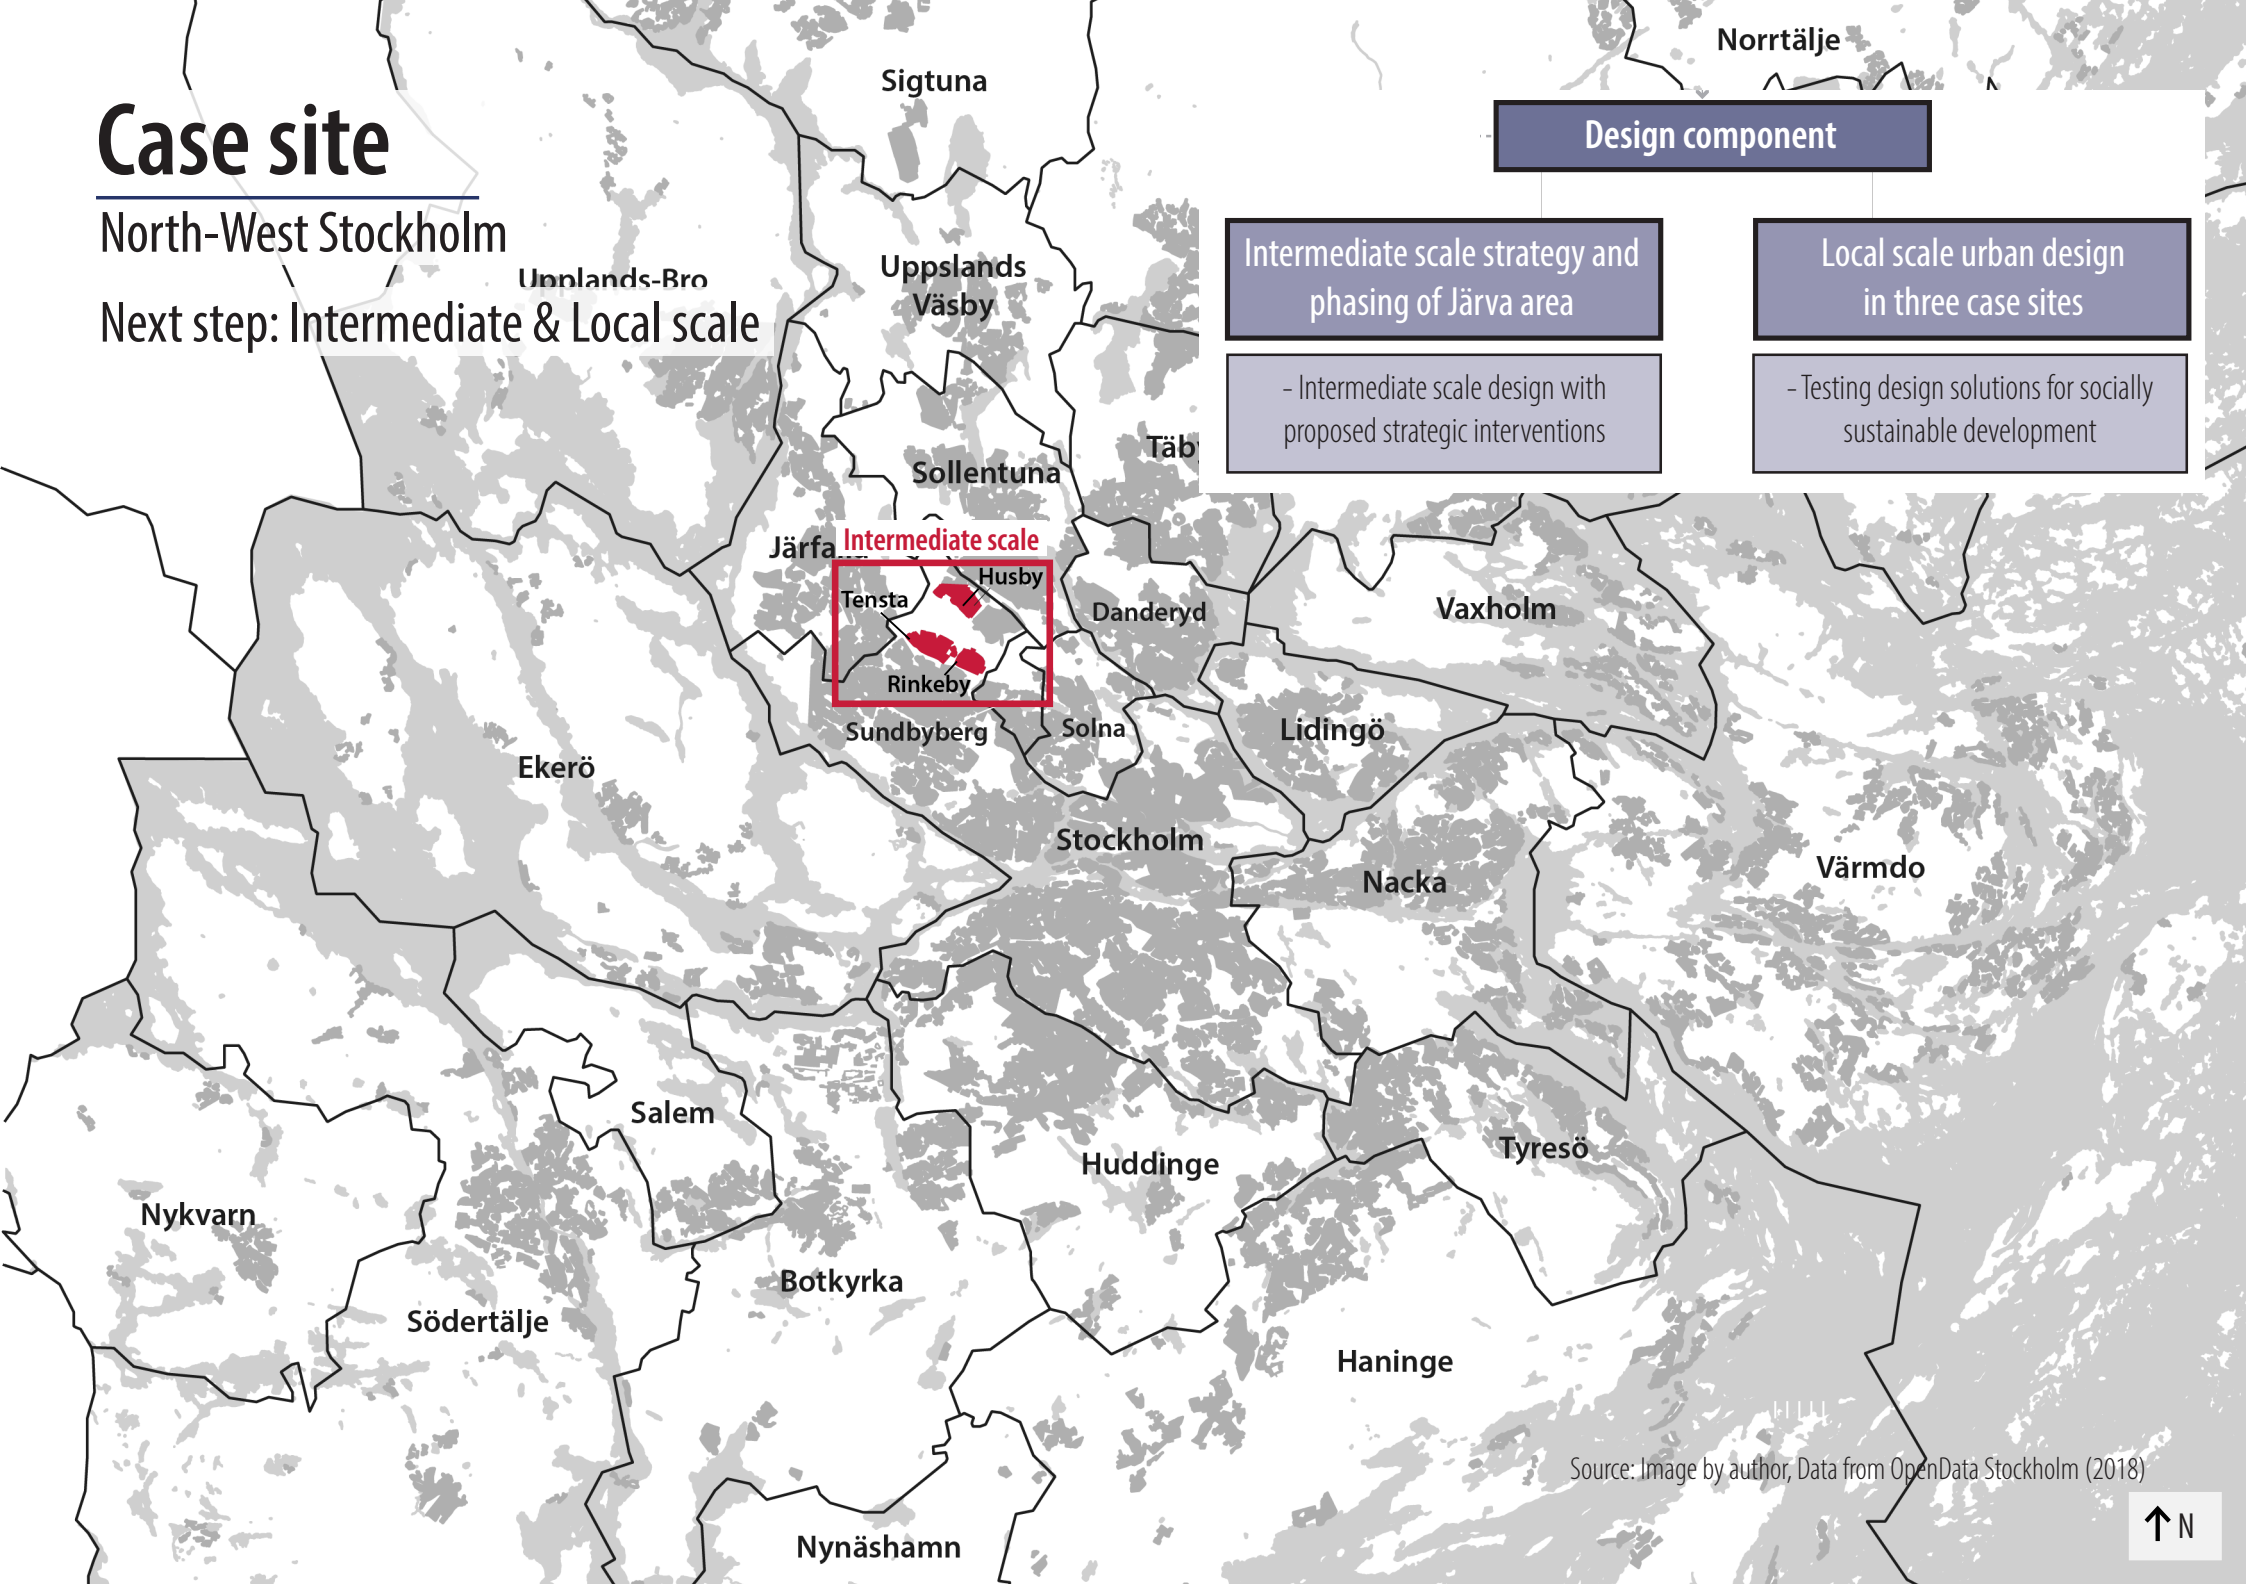 Case site
North-West Stockholm
Next step: Intermediate & Local scale
Design component
Intermediate scale strategy and
phasing of Järva area
- Intermediate scale design with
proposed strategic interventions
Local scale urban design
in three case sites
- Testing design solutions for socially
sustainable development
Norrtälje
Sigtuna
Upplands-Bro
Uppslands
Väsby
Sollentuna
Intermediate scale
Husby
Tensta
Rinkeby
Danderyd
Vaxholm
Sundbyberg
Solna
Lidingö
Ekerö
Stockholm
Nacka
Värmdo
Salem
Huddinge
Tyresö
Nykvarn
Botkyrka
Södertälje
Haninge
Nynäshamn
Source: Image by author, Data from OpenData Stockholm (2018)
N